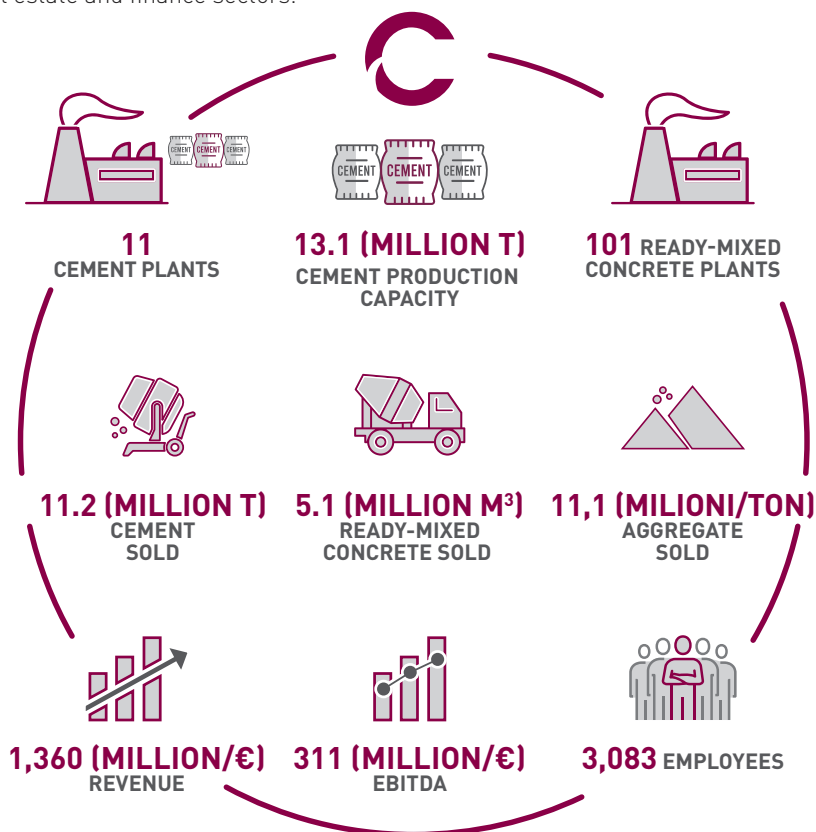 l estate and finance sectors.
CEMENT CEMENT CEMENT
CEMENT CEMENT CEMENT
11
CEMENT PLANTS
13.1 (MILLION T)
CEMENT PRODUCTION
CAPACITY
101 READY-MIXED
CONCRETE PLANTS
11.2 (MILLION T)
CEMENT
SOLD
5.1 (MILLION M³)
READY-MIXED
CONCRETE SOLD
11,1 (MILIONI/TON)
AGGREGATE
SOLD
1,360 (MILLION/€)
REVENUE
311 (MILLION/€)
EBITDA
3,083 EMPLOYEES